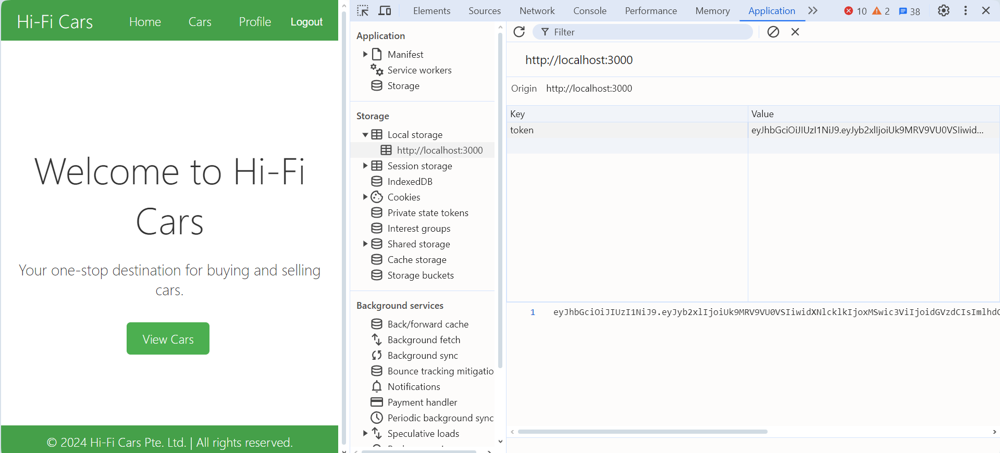 Hi-Fi Cars
Home
Cars
Profile
Logout
Welcome to Hi-Fi
Cars
Your one-stop destination for buying and selling
cars.
View Cars
© 2024 Hi-Fi Cars Pte. Ltd. | All rights reserved.
Elements
Sources
Network
Console
Performance
Memory
Application
10
2
38
Application
Manifest
Service workers
Storage
Storage
Local storage
http://localhost:3000
Session storage
IndexedDB
Cookies
Private state tokens
Interest groups
Shared storage
Cache storage
Storage buckets
Background services
Back/forward cache
Background fetch
Background sync
Bounce tracking mitigatio
Notifications
Payment handler
Periodic background sync
Speculative loads
Filter
http://localhost:3000
Origin http://localhost:3000
Key Value
token eyJhbGciOiJIUzI1NiJ9.eyJyb2xlIjoiUk9MRV9VU0VSIiwid...
1 eyJhbGciOiJIUzI1NiJ9.eyJyb2xlIjoiUk9MRV9VU0VSIiwidXNlcklkIjoxMSwic3ViIjoidGVzdCIsImlhdC